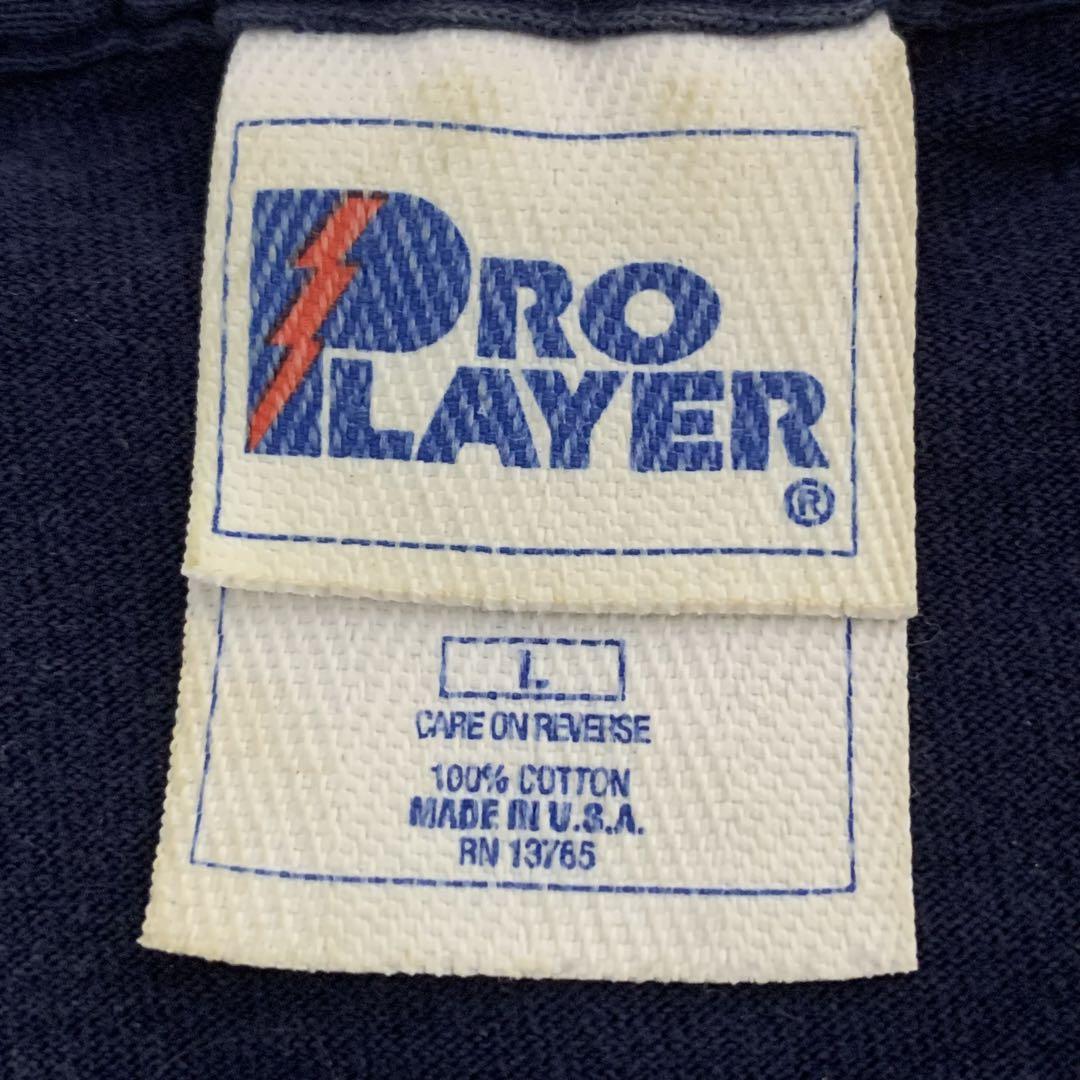 PRO
PLAYER
®
L
CARE ON REVERSE
100% COTTON
MADE IN U.S.A.
RN 13765